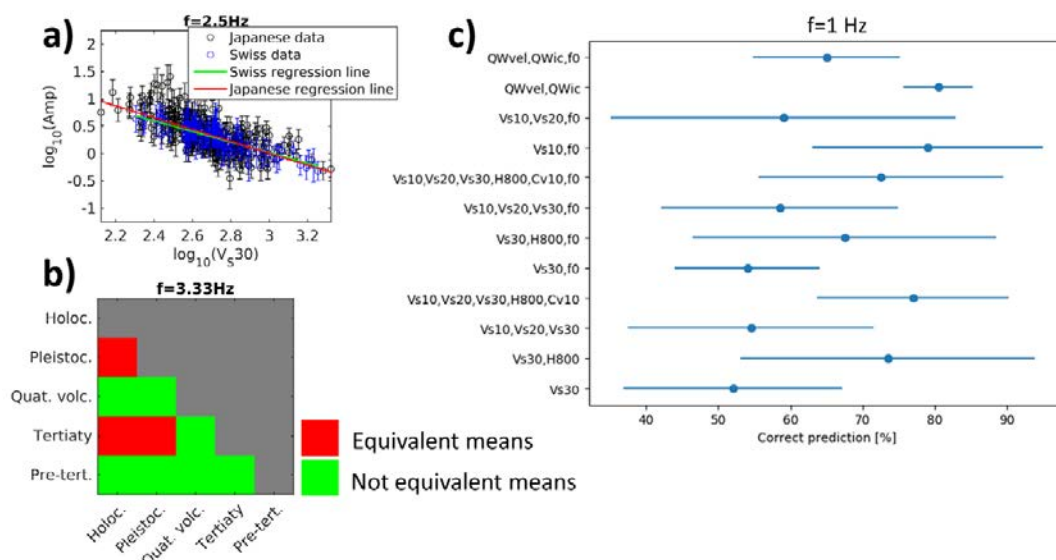 a)
f=2.5Hz
Japanese data
Swiss data
Swiss regression line
Japanese regression line
2
1.5
1
0.5
0
-0.5
-1
log10(Amp)
2.2 2.4 2.6 2.8 3 3.2
log10(VS30)
b)
f=3.33Hz
Holoc.
Pleistoc.
Quat. volc.
Tertiaty
Pre-tert.
Holoc.
Pleistoc.
Quat. volc.
Tertiaty
Pre-tert.
Equivalent means
Not equivalent means
c)
f=1 Hz
QWvel,QWic,f0
QWvel,QWic
Vs10,Vs20,f0
Vs10,f0
Vs10,Vs20,Vs30,H800,Cv10,f0
Vs10,Vs20,Vs30,f0
Vs30,H800,f0
Vs30,f0
Vs10,Vs20,Vs30,H800,Cv10
Vs10,Vs20,Vs30
Vs30,H800
Vs30
40 50 60 70 80 90
Correct prediction [%]